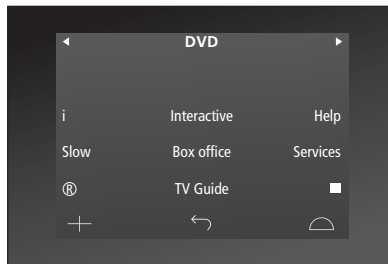 DVD
i Interactive Help
Slow Box office Services
® TV Guide